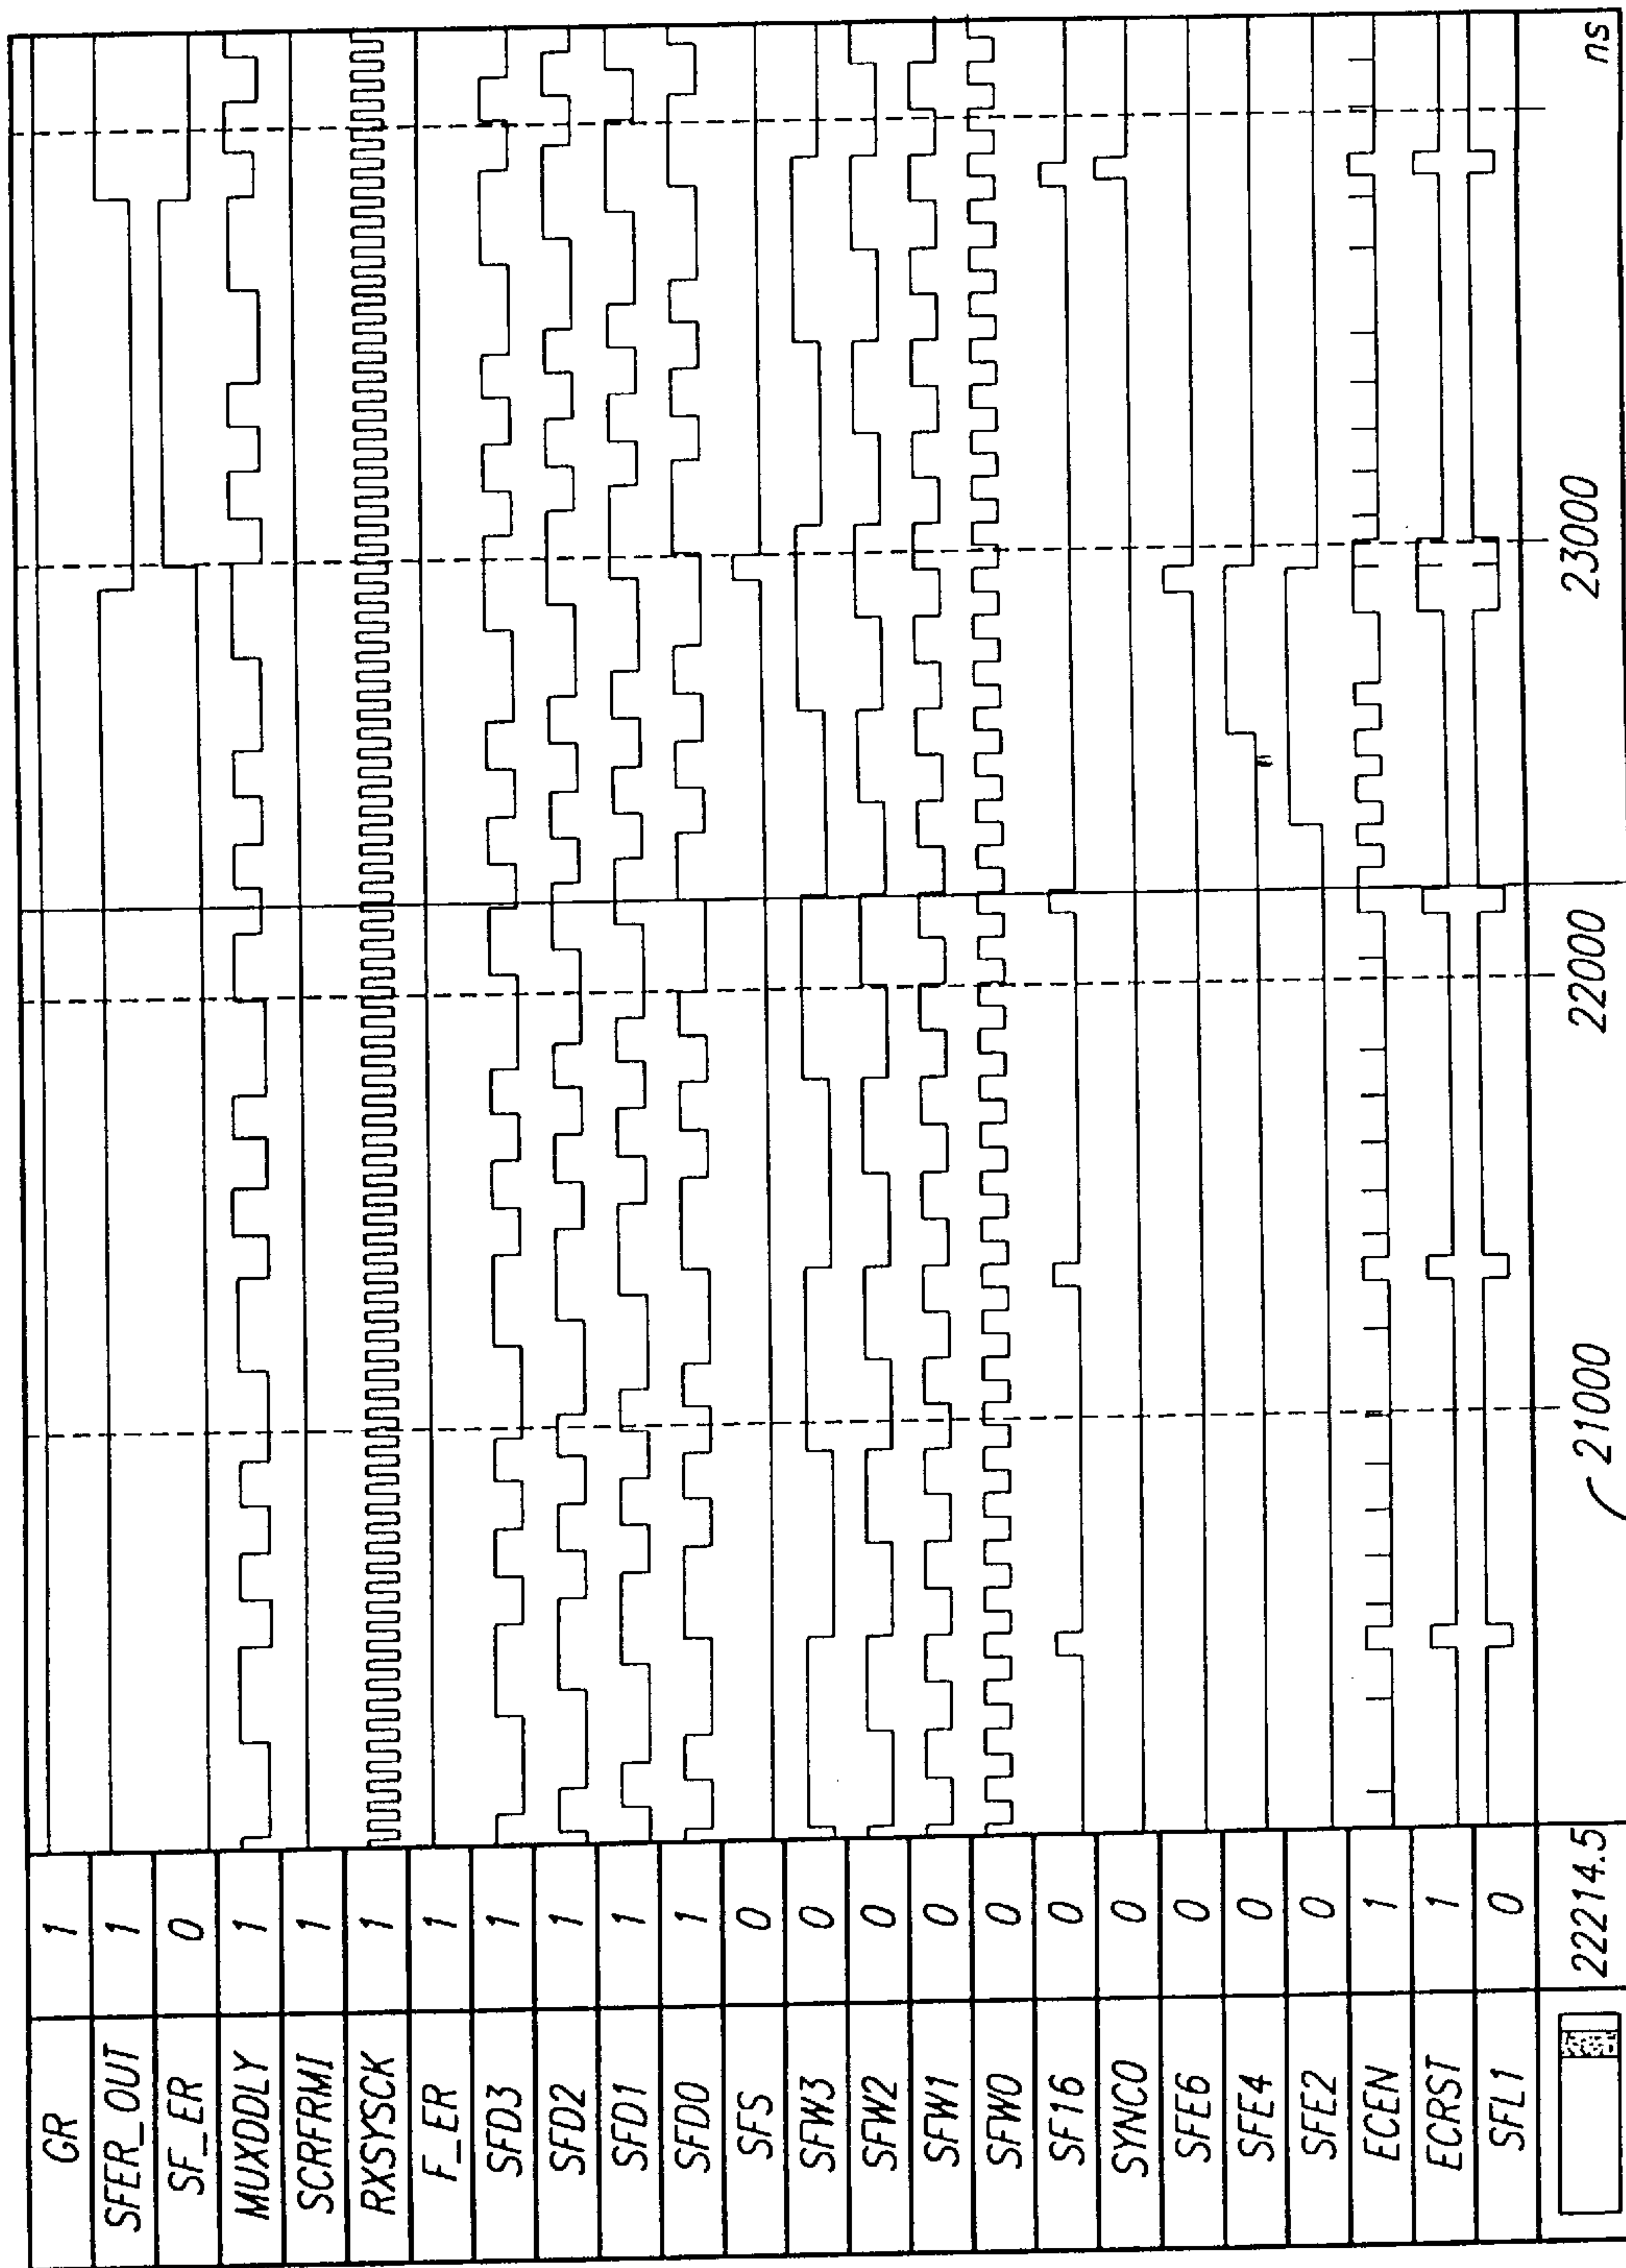 GR 1
SFER_OUT 1
SF_ER 0
MUXDDLY 1
SCRFRMI 1
RXSYSCK 1
F_ER 1
SFD3 1
SFD2 1
SFD1 1
SFD0 1
SFS 0
SFW3 0
SFW2 0
SFW1 0
SFW0 0
SF16 0
SYNCO 0
SFE6 0
SFE4 0
SFE2 0
ECEN 1
ECRST 1
SFL1 0
22214.5 21000 22000 23000 ns